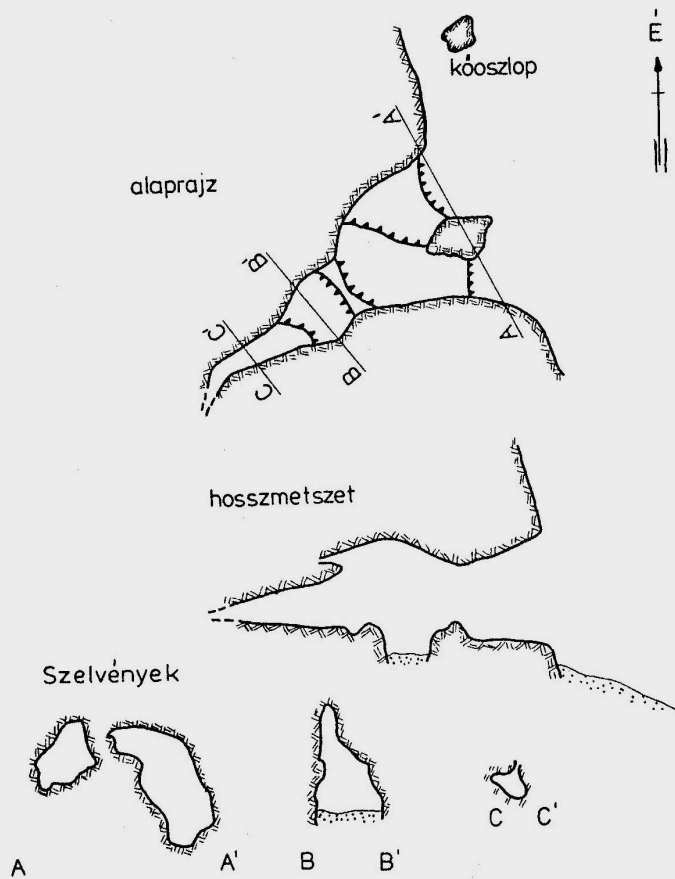 É'
kőoszlop
A'
alaprajz
B'
C'
A
B
C
hosszmetszet
Szelvények
A
A'
B
B'
C
C'